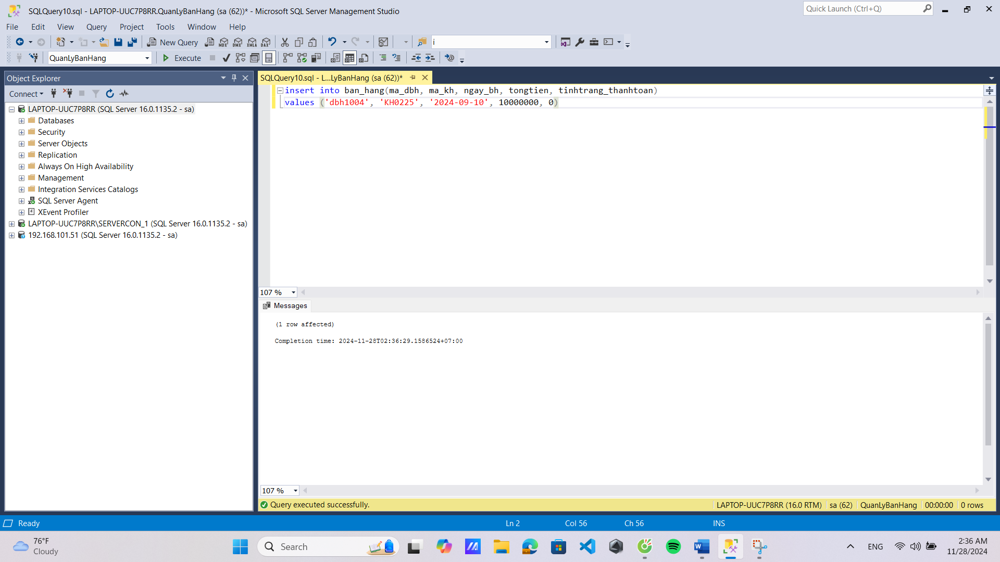 SQLQuery10.sql - LAPTOP-UUC7P8RR.QuanLyBanHang (sa (62))* - Microsoft SQL Server Management Studio
Quick Launch (Ctrl+Q)
File Edit View Query Project Tools Window Help
New Query
MDX DMX XMLA DAX
i
QuanLyBanHang
Execute
Object Explorer
SQLQuery10.sql - L...LyBanHang (sa (62))*
Connect
insert into ban_hang(ma_dbh, ma_kh, ngay_bh, tongtien, tinhtrang_thanhtoan)
values ('dbh1004', 'KH0225', '2024-09-10', 10000000, 0)
LAPTOP-UUC7P8RR (SQL Server 16.0.1135.2 - sa)
Databases
Security
Server Objects
Replication
Always On High Availability
Management
Integration Services Catalogs
SQL Server Agent
XEvent Profiler
LAPTOP-UUC7P8RR\SERVERCON_1 (SQL Server 16.0.1135.2 - sa)
192.168.101.51 (SQL Server 16.0.1135.2 - sa)
107 %
Messages
(1 row affected)
Completion time: 2024-11-28T02:36:29.1586524+07:00
107 %
Query executed successfully.
LAPTOP-UUC7P8RR (16.0 RTM) sa (62) QuanLyBanHang 00:00:00 0 rows
Ready
Ln 2
Col 56
Ch 56
INS
76°F
Cloudy
Search
ENG
2:36 AM
11/28/2024